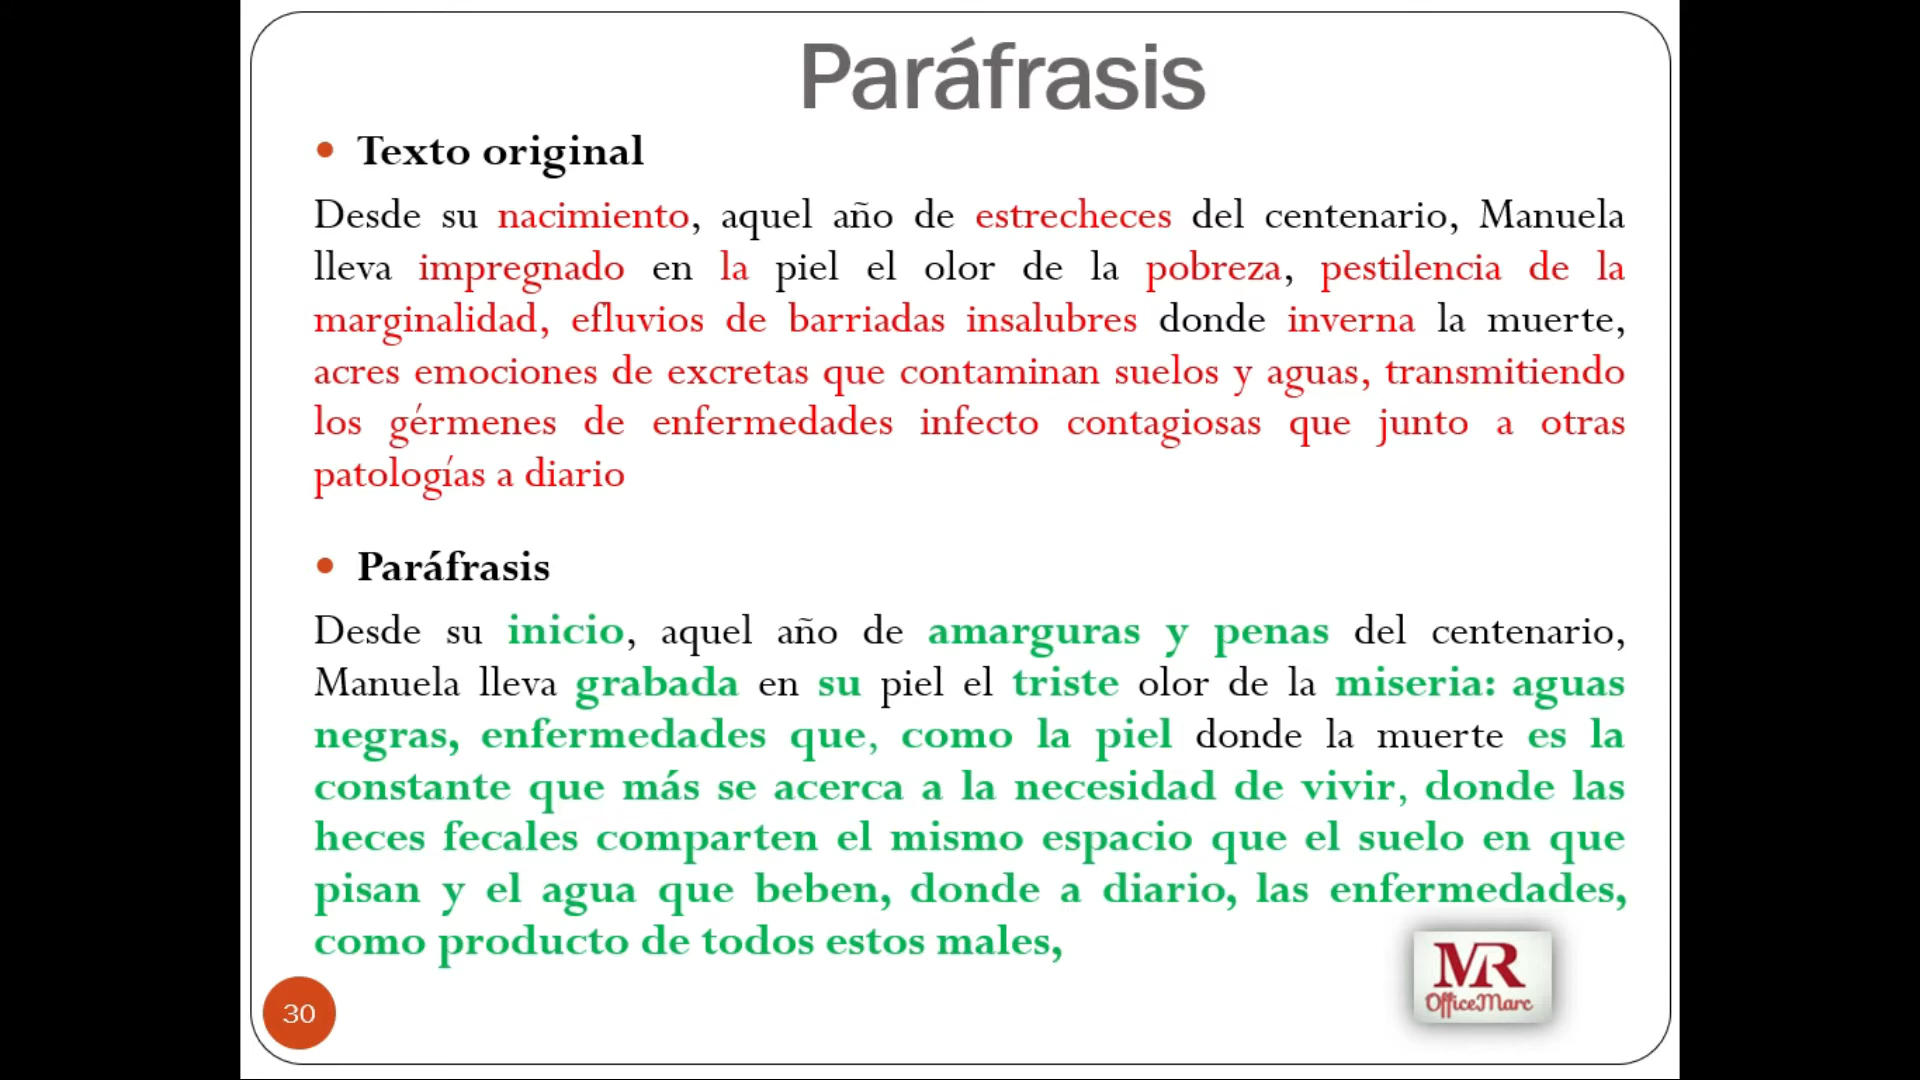 Paráfrasis
• Texto original
Desde su nacimiento, aquel año de estrecheces del centenario, Manuela
lleva impregnado en la piel el olor de la pobreza, pestilencia de la
marginalidad, efluvios de barriadas insalubres donde inverna la muerte,
acres emociones de excretas que contaminan suelos y aguas, transmitiendo
los gérmenes de enfermedades infecto contagiosas que junto a otras
patologías a diario
• Paráfrasis
Desde su inicio, aquel año de amarguras y penas del centenario,
Manuela lleva grabada en su piel el triste olor de la miseria: aguas
negras, enfermedades que, como la piel donde la muerte es la
constante que más se acerca a la necesidad de vivir, donde las
heces fecales comparten el mismo espacio que el suelo en que
pisan y el agua que beben, donde a diario, las enfermedades,
como producto de todos estos males,
MR
OfficeMarc
30